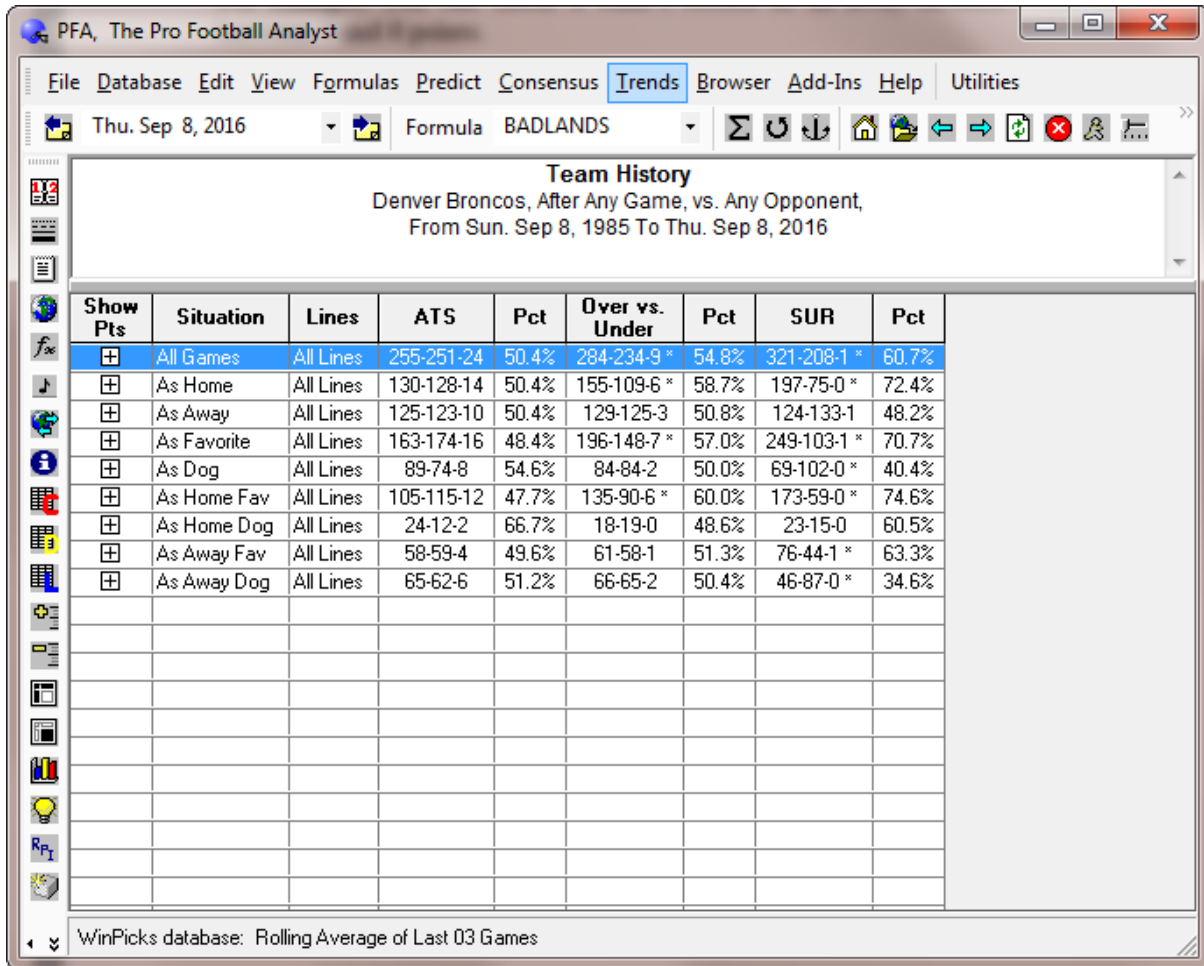 PFA, The Pro Football Analyst
File Database Edit View Formulas Predict Consensus Trends Browser Add-Ins Help Utilities
Thu. Sep 8, 2016 Formula BADLANDS
Team History
Denver Broncos, After Any Game, vs. Any Opponent,
From Sun. Sep 8, 1985 To Thu. Sep 8, 2016
Show Pts Situation Lines ATS Pct Over vs. Under Pct SUR Pct
All Games All Lines 255-251-24 50.4% 284-234-9 * 54.8% 321-208-1 * 60.7%
As Home All Lines 130-128-14 50.4% 155-109-6 * 58.7% 197-75-0 * 72.4%
As Away All Lines 125-123-10 50.4% 129-125-3 50.8% 124-133-1 48.2%
As Favorite All Lines 163-174-16 48.4% 196-148-7 * 57.0% 249-103-1 * 70.7%
As Dog All Lines 89-74-8 54.6% 84-84-2 50.0% 69-102-0 * 40.4%
As Home Fav All Lines 105-115-12 47.7% 135-90-6 * 60.0% 173-59-0 * 74.6%
As Home Dog All Lines 24-12-2 66.7% 18-19-0 48.6% 23-15-0 60.5%
As Away Fav All Lines 58-59-4 49.6% 61-58-1 51.3% 76-44-1 * 63.3%
As Away Dog All Lines 65-62-6 51.2% 66-65-2 50.4% 46-87-0 * 34.6%
RPI
WinPicks database: Rolling Average of Last 03 Games